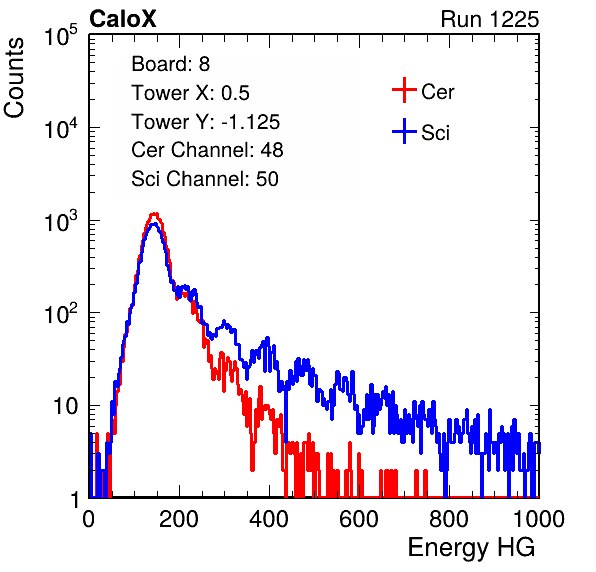 CaloX Run 1225
Counts
10^5
10^4
10^3
10^2
10
1
Board: 8
Tower X: 0.5
Tower Y: -1.125
Cer Channel: 48
Sci Channel: 50
Cer
Sci
0 200 400 600 800 1000
Energy HG